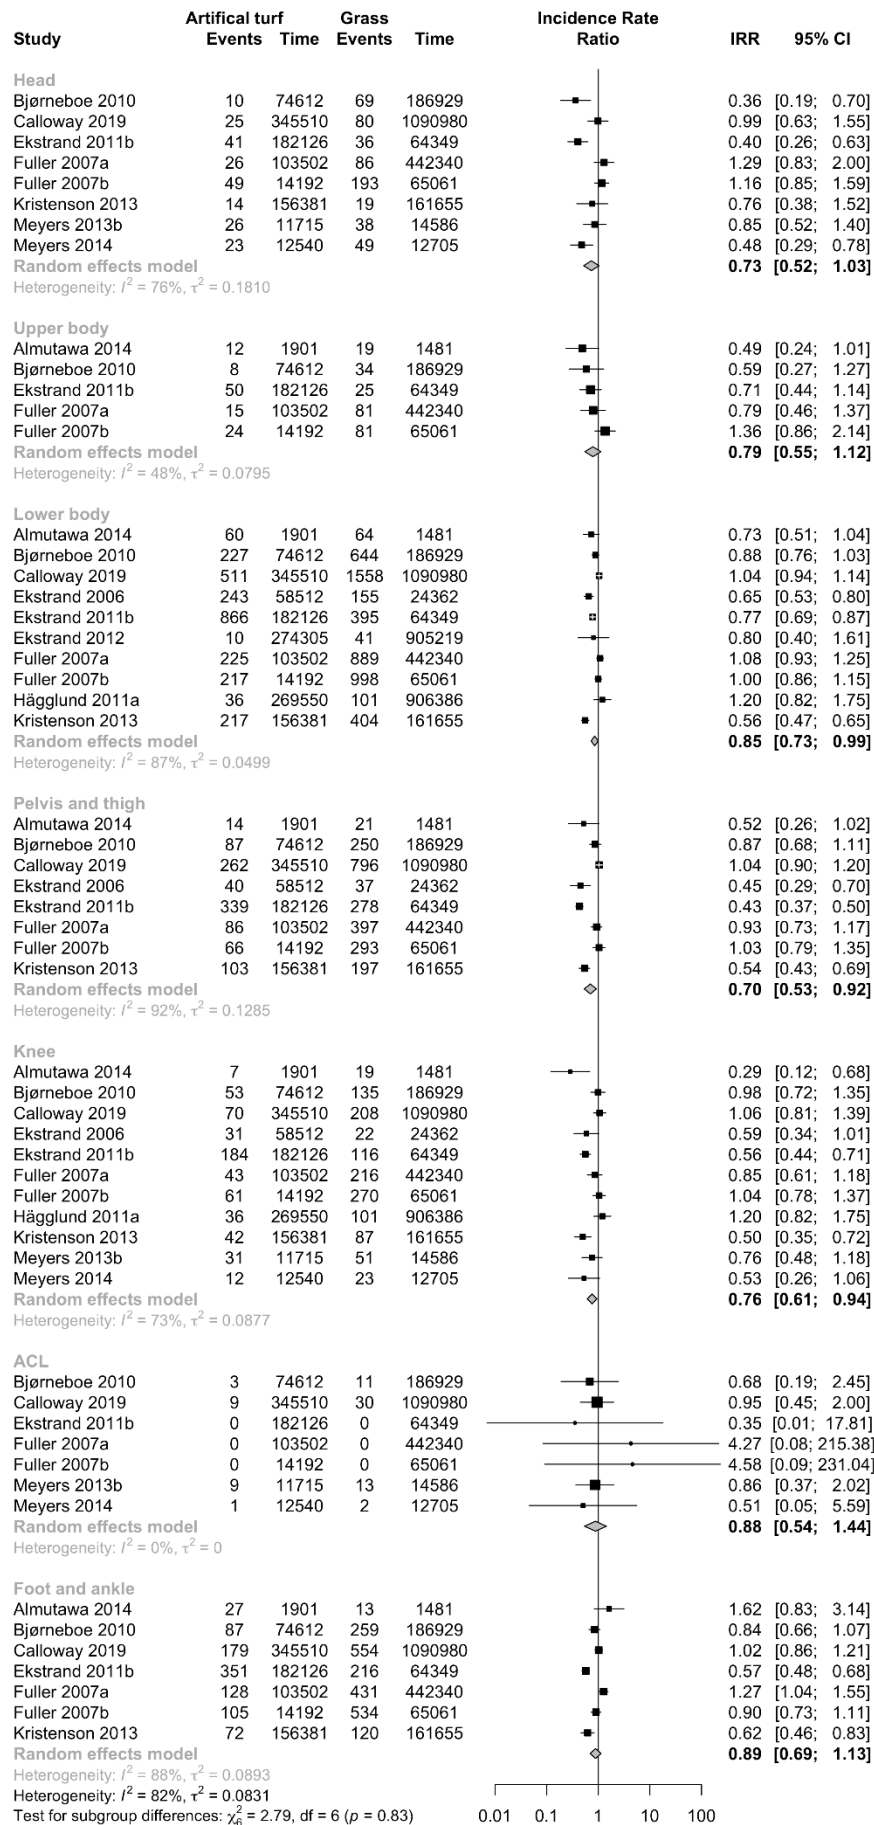 Artifical turf Grass Incidence Rate
Study Events Time Events Time Ratio IRR 95% CI
Head
Bjørneboe 2010 10 74612 69 186929 0.36 [0.19; 0.70]
Calloway 2019 25 345510 80 1090980 0.99 [0.63; 1.55]
Ekstrand 2011b 41 182126 36 64349 0.40 [0.26; 0.63]
Fuller 2007a 26 103502 86 442340 1.29 [0.83; 2.00]
Fuller 2007b 49 14192 193 65061 1.16 [0.85; 1.59]
Kristenson 2013 14 156381 19 161655 0.76 [0.38; 1.52]
Meyers 2013b 26 11715 38 14586 0.85 [0.52; 1.40]
Meyers 2014 23 12540 49 12705 0.48 [0.29; 0.78]
Random effects model 0.73 [0.52; 1.03]
Heterogeneity: I² = 76%, τ² = 0.1810
Upper body
Almutawa 2014 12 1901 19 1481 0.49 [0.24; 1.01]
Bjørneboe 2010 8 74612 34 186929 0.59 [0.27; 1.27]
Ekstrand 2011b 50 182126 25 64349 0.71 [0.44; 1.14]
Fuller 2007a 15 103502 81 442340 0.79 [0.46; 1.37]
Fuller 2007b 24 14192 81 65061 1.36 [0.86; 2.14]
Random effects model 0.79 [0.55; 1.12]
Heterogeneity: I² = 48%, τ² = 0.0795
Lower body
Almutawa 2014 60 1901 64 1481 0.73 [0.51; 1.04]
Bjørneboe 2010 227 74612 644 186929 0.88 [0.76; 1.03]
Calloway 2019 511 345510 1558 1090980 1.04 [0.94; 1.14]
Ekstrand 2006 243 58512 155 24362 0.65 [0.53; 0.80]
Ekstrand 2011b 866 182126 395 64349 0.77 [0.69; 0.87]
Ekstrand 2012 10 274305 41 905219 0.80 [0.40; 1.61]
Fuller 2007a 225 103502 889 442340 1.08 [0.93; 1.25]
Fuller 2007b 217 14192 998 65061 1.00 [0.86; 1.15]
Hägglund 2011a 36 269550 101 906386 1.20 [0.82; 1.75]
Kristenson 2013 217 156381 404 161655 0.56 [0.47; 0.65]
Random effects model 0.85 [0.73; 0.99]
Heterogeneity: I² = 87%, τ² = 0.0499
Pelvis and thigh
Almutawa 2014 14 1901 21 1481 0.52 [0.26; 1.02]
Bjørneboe 2010 87 74612 250 186929 0.87 [0.68; 1.11]
Calloway 2019 262 345510 796 1090980 1.04 [0.90; 1.20]
Ekstrand 2006 40 58512 37 24362 0.45 [0.29; 0.70]
Ekstrand 2011b 339 182126 278 64349 0.43 [0.37; 0.50]
Fuller 2007a 86 103502 397 442340 0.93 [0.73; 1.17]
Fuller 2007b 66 14192 293 65061 1.03 [0.79; 1.35]
Kristenson 2013 103 156381 197 161655 0.54 [0.43; 0.69]
Random effects model 0.70 [0.53; 0.92]
Heterogeneity: I² = 92%, τ² = 0.1285
Knee
Almutawa 2014 7 1901 19 1481 0.29 [0.12; 0.68]
Bjørneboe 2010 53 74612 135 186929 0.98 [0.72; 1.35]
Calloway 2019 70 345510 208 1090980 1.06 [0.81; 1.39]
Ekstrand 2006 31 58512 22 24362 0.59 [0.34; 1.01]
Ekstrand 2011b 184 182126 116 64349 0.56 [0.44; 0.71]
Fuller 2007a 43 103502 216 442340 0.85 [0.61; 1.18]
Fuller 2007b 61 14192 270 65061 1.04 [0.78; 1.37]
Hägglund 2011a 36 269550 101 906386 1.20 [0.82; 1.75]
Kristenson 2013 42 156381 87 161655 0.50 [0.35; 0.72]
Meyers 2013b 31 11715 51 14586 0.76 [0.48; 1.18]
Meyers 2014 12 12540 23 12705 0.53 [0.26; 1.06]
Random effects model 0.76 [0.61; 0.94]
Heterogeneity: I² = 73%, τ² = 0.0877
ACL
Bjørneboe 2010 3 74612 11 186929 0.68 [0.19; 2.45]
Calloway 2019 9 345510 30 1090980 0.95 [0.45; 2.00]
Ekstrand 2011b 0 182126 0 64349 0.35 [0.01; 17.81]
Fuller 2007a 0 103502 0 442340 4.27 [0.08; 215.38]
Fuller 2007b 0 14192 0 65061 4.58 [0.09; 231.04]
Meyers 2013b 9 11715 13 14586 0.86 [0.37; 2.02]
Meyers 2014 1 12540 2 12705 0.51 [0.05; 5.59]
Random effects model 0.88 [0.54; 1.44]
Heterogeneity: I² = 0%, τ² = 0
Foot and ankle
Almutawa 2014 27 1901 13 1481 1.62 [0.83; 3.14]
Bjørneboe 2010 87 74612 259 186929 0.84 [0.66; 1.07]
Calloway 2019 179 345510 554 1090980 1.02 [0.86; 1.21]
Ekstrand 2011b 351 182126 216 64349 0.57 [0.48; 0.68]
Fuller 2007a 128 103502 431 442340 1.27 [1.04; 1.55]
Fuller 2007b 105 14192 534 65061 0.90 [0.73; 1.11]
Kristenson 2013 72 156381 120 161655 0.62 [0.46; 0.83]
Random effects model 0.89 [0.69; 1.13]
Heterogeneity: I² = 88%, τ² = 0.0893
Heterogeneity: I² = 82%, τ² = 0.0831
Test for subgroup differences: χ²₆ = 2.79, df = 6 (p = 0.83) 0.01 0.1 1 10 100